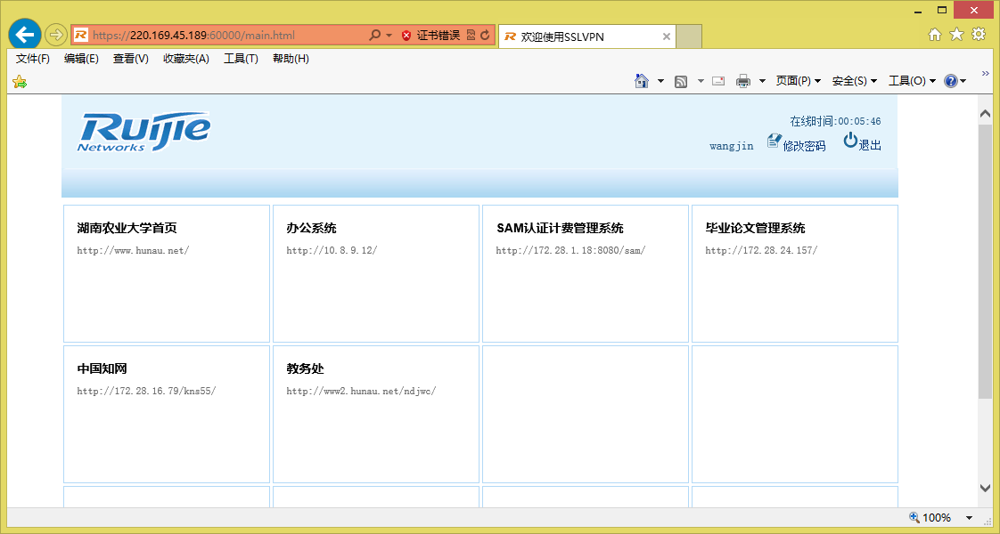 https://220.169.45.189:60000/main.html
证书错误
欢迎使用SSLVPN
文件(F) 编辑(E) 查看(V) 收藏夹(A) 工具(T) 帮助(H)
页面(P) 安全(S) 工具(O)
Ruijie
Networks
在线时间:00:05:46
wangjin 修改密码 退出
湖南农业大学首页
http://www.hunau.net/
办公系统
http://10.8.9.12/
SAM认证计费管理系统
http://172.28.1.18:8080/sam/
毕业论文管理系统
http://172.28.24.157/
中国知网
http://172.28.16.79/kns55/
教务处
http://www2.hunau.net/ndjwc/
100%